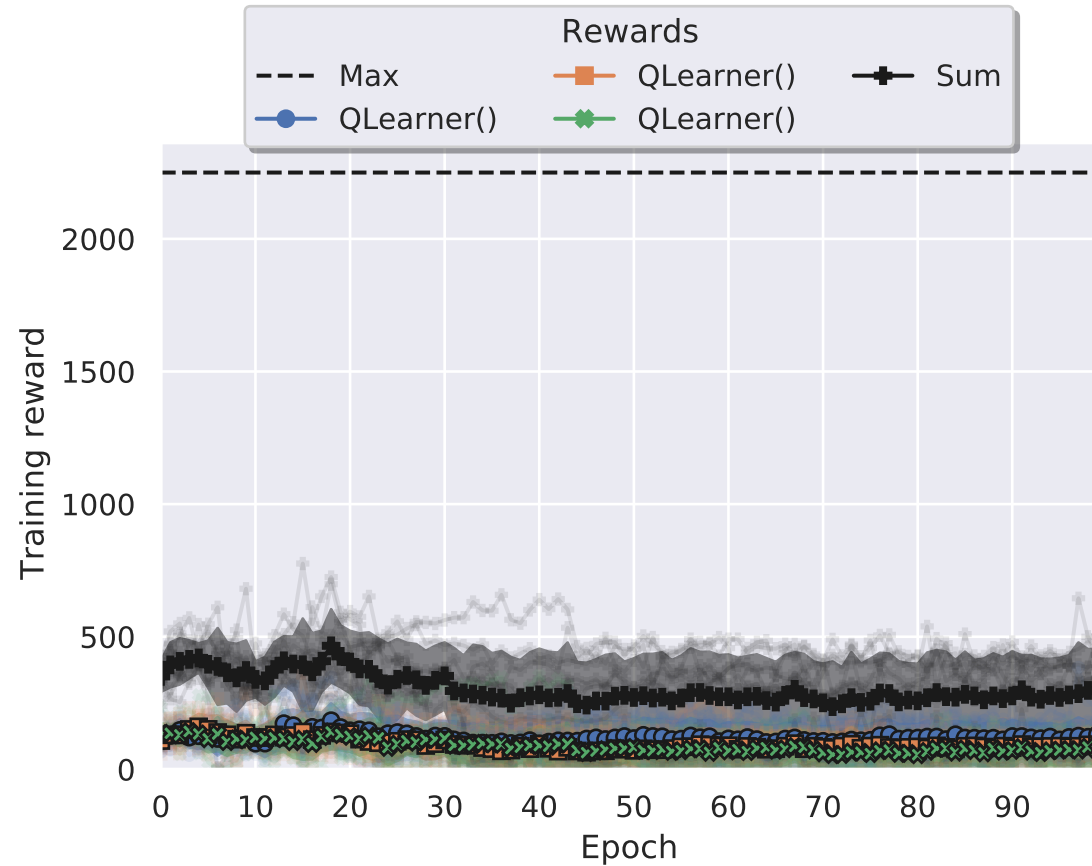 Rewards
Max QLearner() Sum
QLearner() QLearner()
2000
1500
1000
500
0
Training reward
0 10 20 30 40 50 60 70 80 90
Epoch